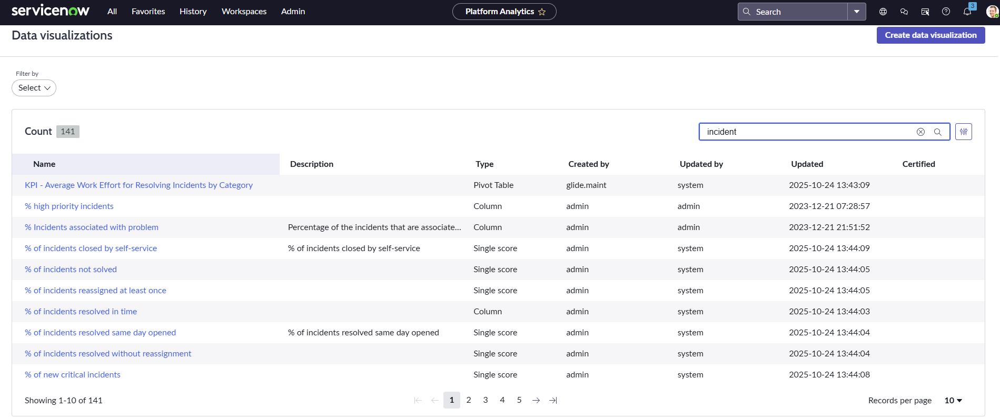 servicenow All Favorites History Workspaces Admin Platform Analytics Search 3
Data visualizations Create data visualization
Filter by
Select
Count 141 incident
Name Description Type Created by Updated by Updated Certified
KPI - Average Work Effort for Resolving Incidents by Category Pivot Table glide.maint system 2025-10-24 13:43:09
% high priority incidents Column admin admin 2023-12-21 07:28:57
% Incidents associated with problem Percentage of the incidents that are associate... Column admin admin 2023-12-21 21:51:52
% of incidents closed by self-service % of incidents closed by self-service Single score admin system 2025-10-24 13:44:09
% of incidents not solved Single score admin system 2025-10-24 13:44:05
% of incidents reassigned at least once Single score admin system 2025-10-24 13:44:05
% of incidents resolved in time Column admin system 2025-10-24 13:44:03
% of incidents resolved same day opened % of incidents resolved same day opened Single score admin system 2025-10-24 13:44:04
% of incidents resolved without reassignment Single score admin system 2025-10-24 13:44:04
% of new critical incidents Single score admin system 2025-10-24 13:44:08
Showing 1-10 of 141 1 2 3 4 5 Records per page 10